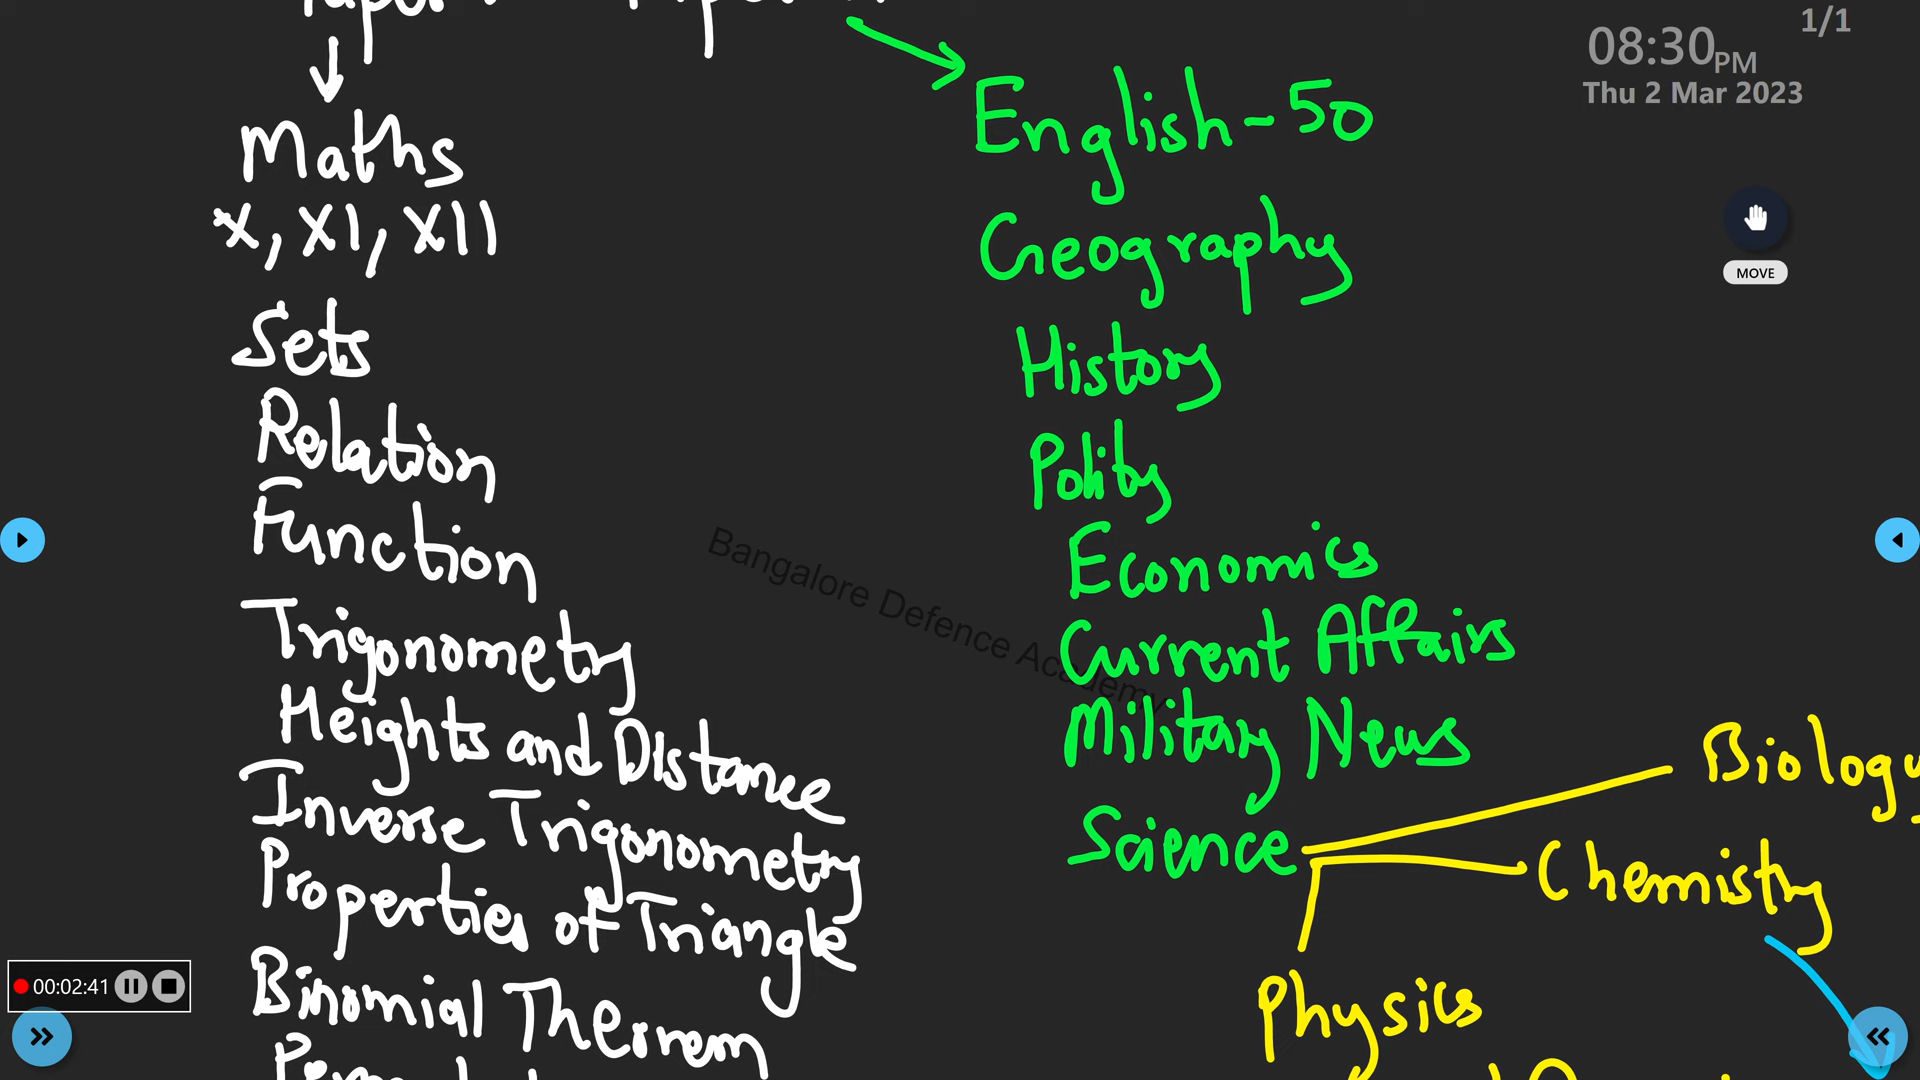 1/1
08:30PM
Thu 2 Mar 2023
Maths
X, XI, XII
Sets
Relation
Function
Trigonometry
Heights and Distance
Inverse Trigonometry
Properties of Triangle
Binomial Theorem
English - 50
Geography
History
Polity
Economics
Current Affairs
Military News
Science
Biology
Chemistry
Physics
MOVE
Bangalore Defence Academy
00:02:41